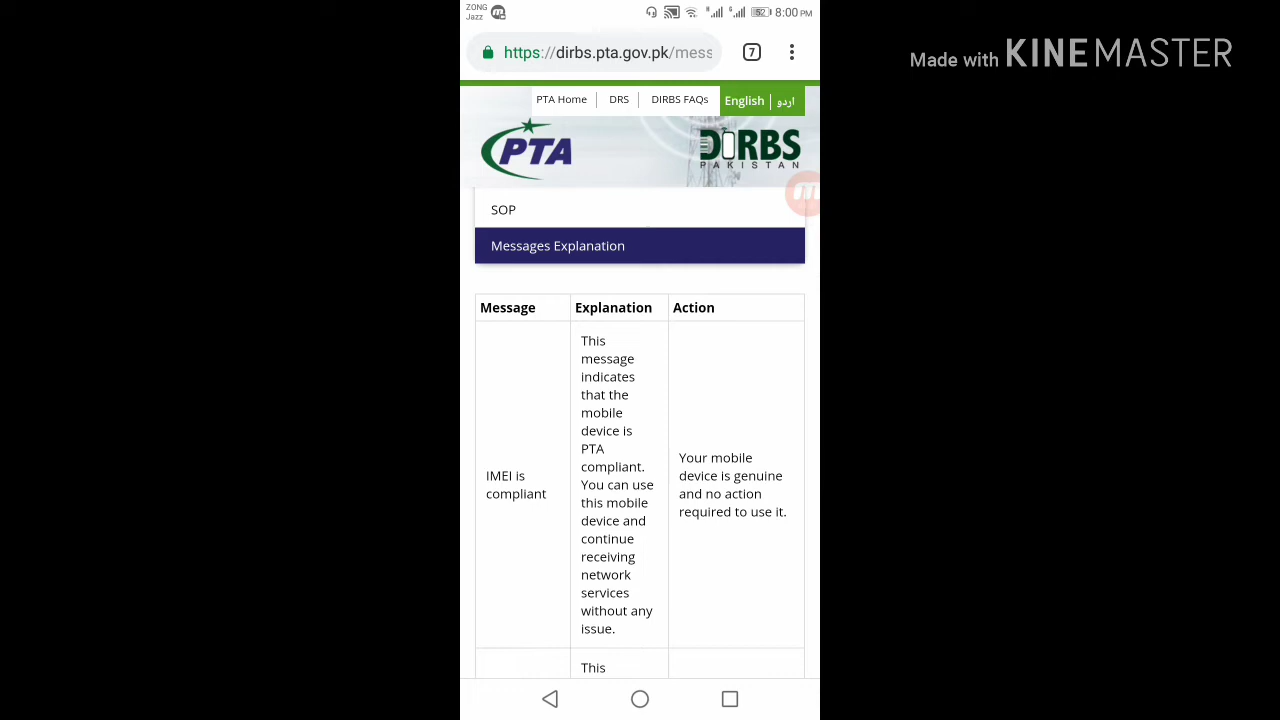 ZONG
Jazz
52 8:00 PM
https://dirbs.pta.gov.pk/mess
7
Made with KINEMASTER
PTA Home | DRS | DIRBS FAQs English | اردو
PTA
DIRBS
PAKISTAN
SOP
Messages Explanation
Message Explanation Action
IMEI is
compliant
This
message
indicates
that the
mobile
device is
PTA
compliant.
You can use
this mobile
device and
continue
receiving
network
services
without any
issue.
Your mobile
device is genuine
and no action
required to use it.
This